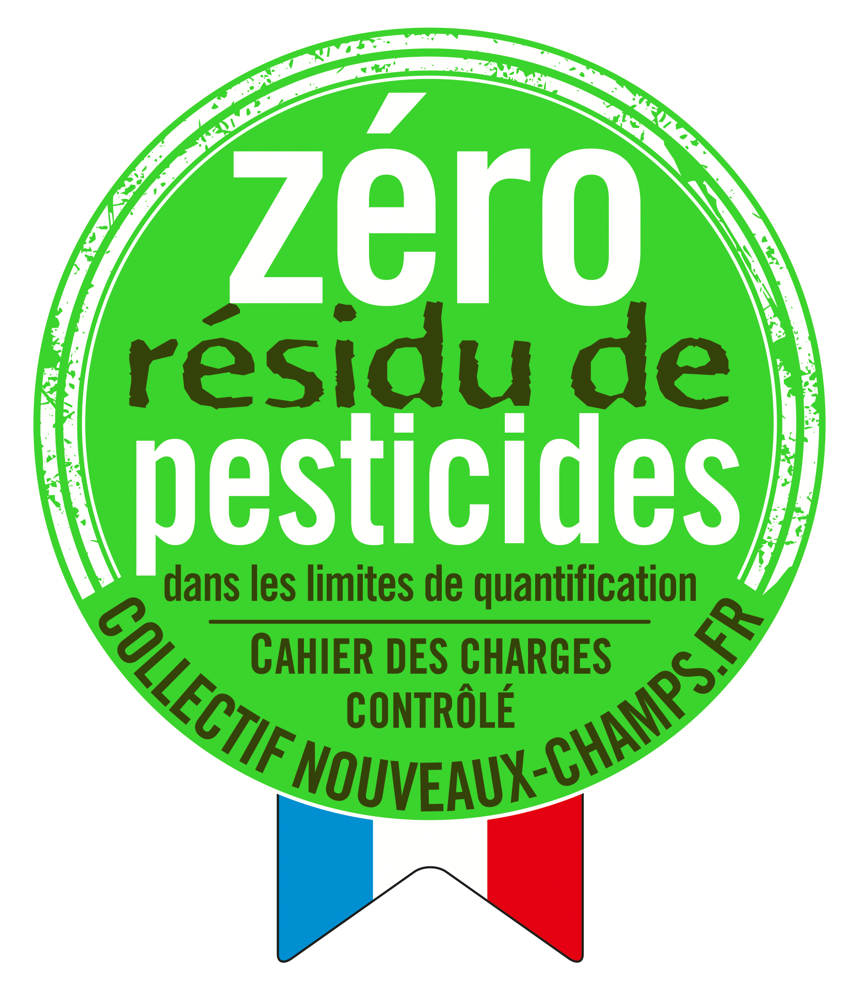 zéro
résidu de
pesticides
dans les limites de quantification
CAHIER DES CHARGES
CONTRÔLÉ
COLLECTIF NOUVEAUX-CHAMPS.FR